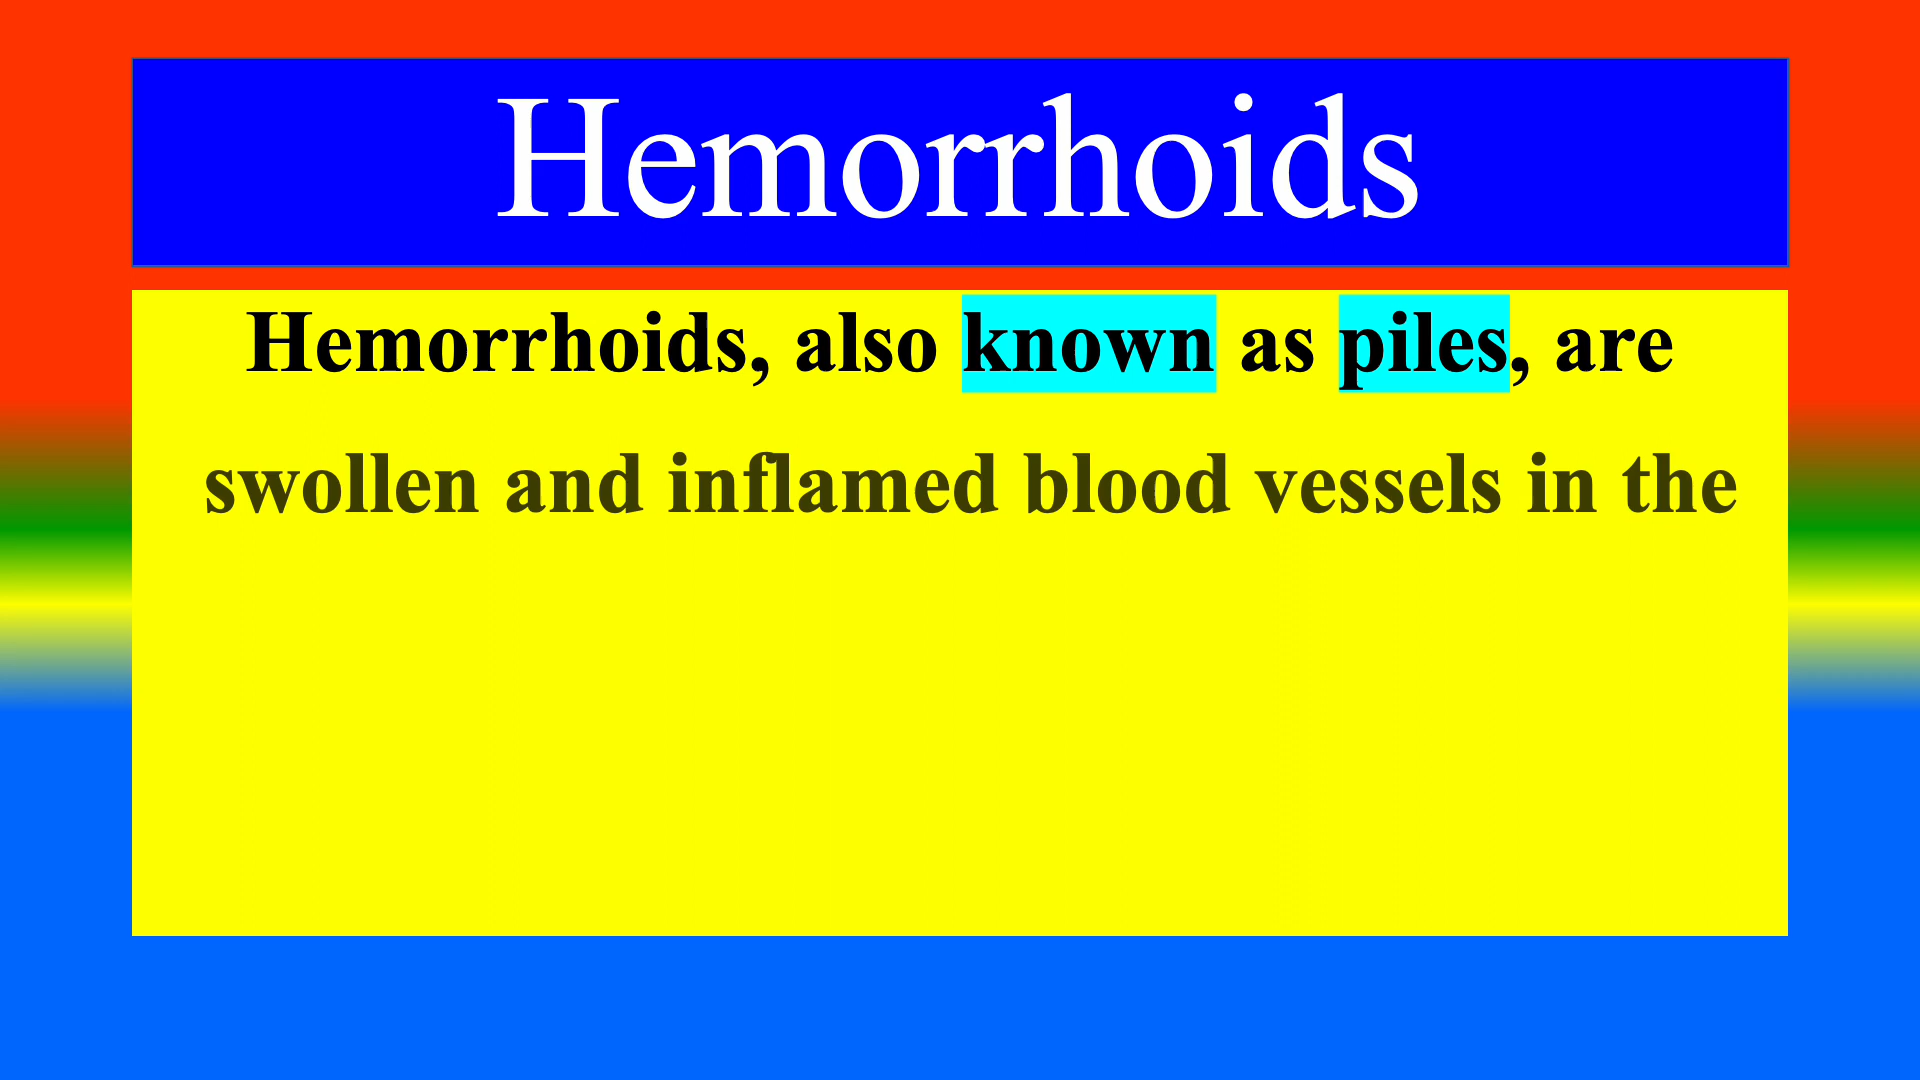 Hemorrhoids
Hemorrhoids, also known as piles, are
swollen and inflamed blood vessels in the